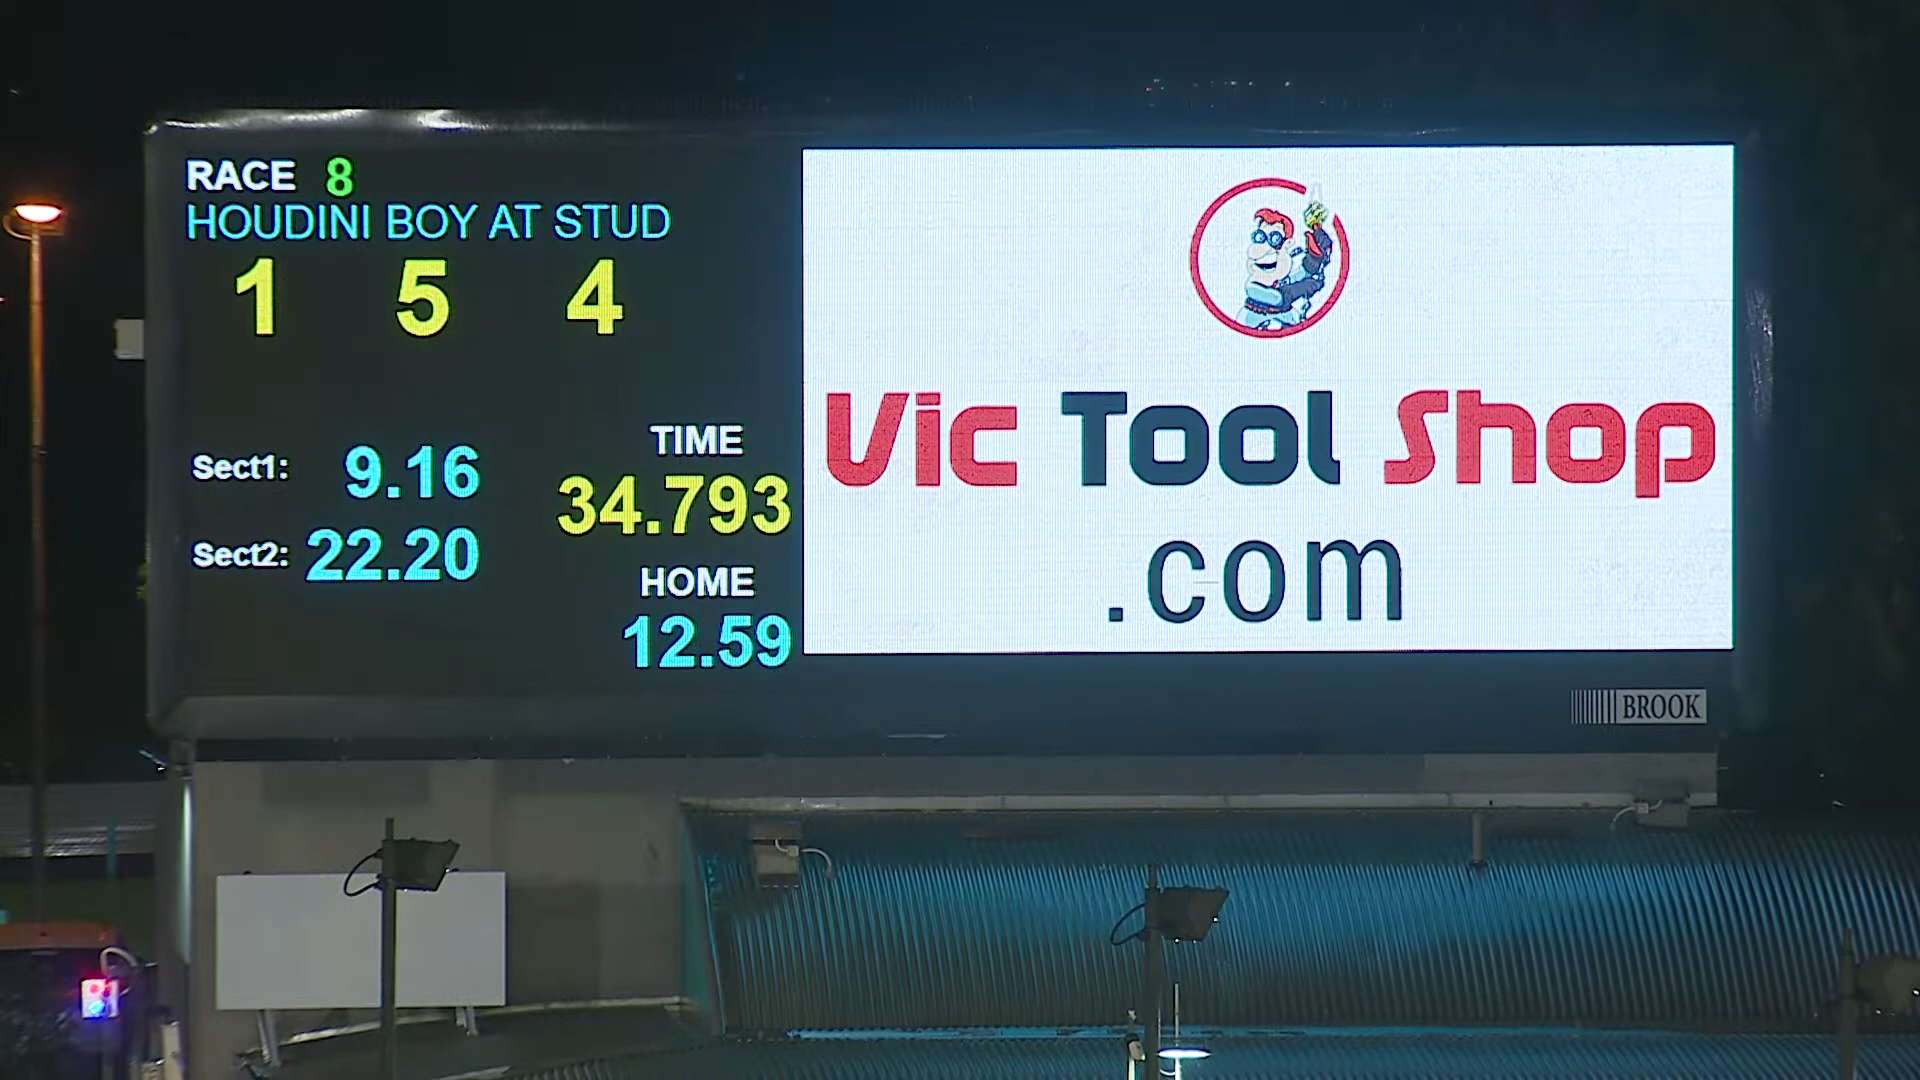 RACE 8
HOUDINI BOY AT STUD
1 5 4
Sect1: 9.16
Sect2: 22.20
TIME
34.793
HOME
12.59
Vic Tool Shop
.com
BROOK